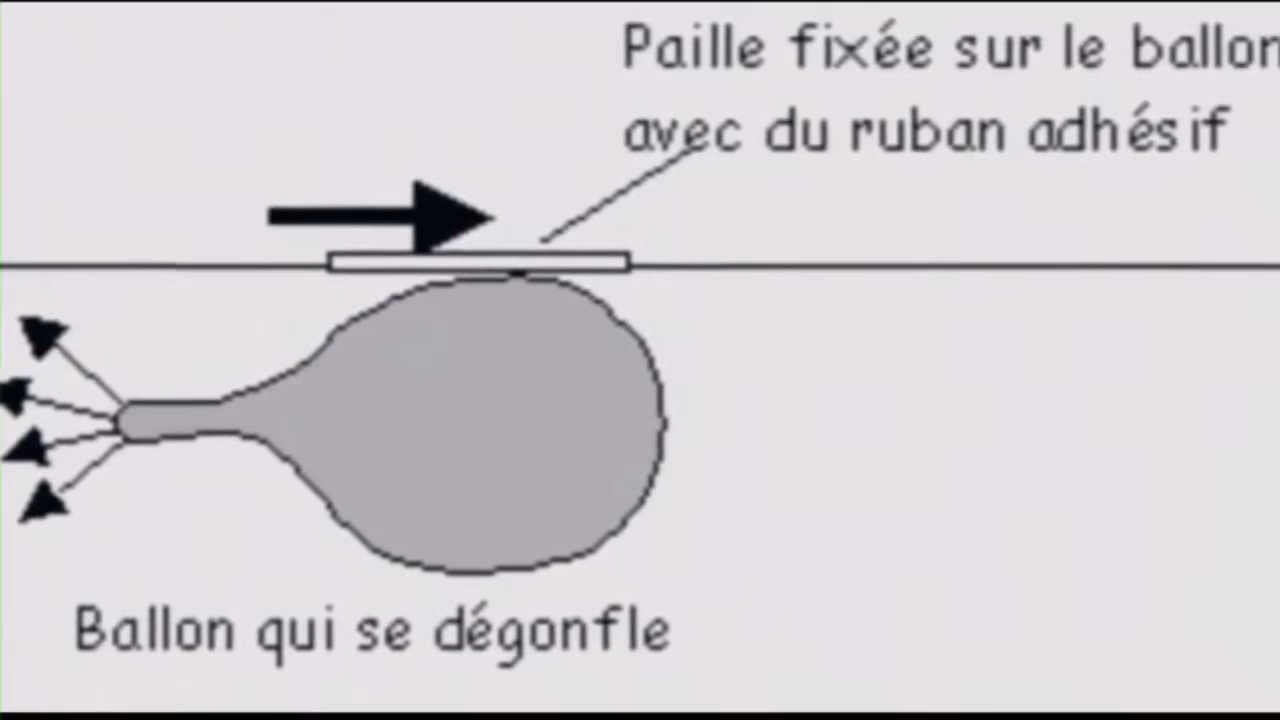 Paille fixée sur le ballon
avec du ruban adhésif
Ballon qui se dégonfle